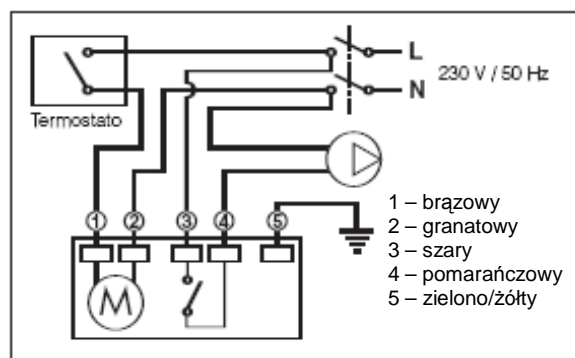 L
N
230 V / 50 Hz
Termostato
1 2 3 4 5
1 – brązowy
2 – granatowy
3 – szary
4 – pomarańczowy
5 – zielono/żółty
M